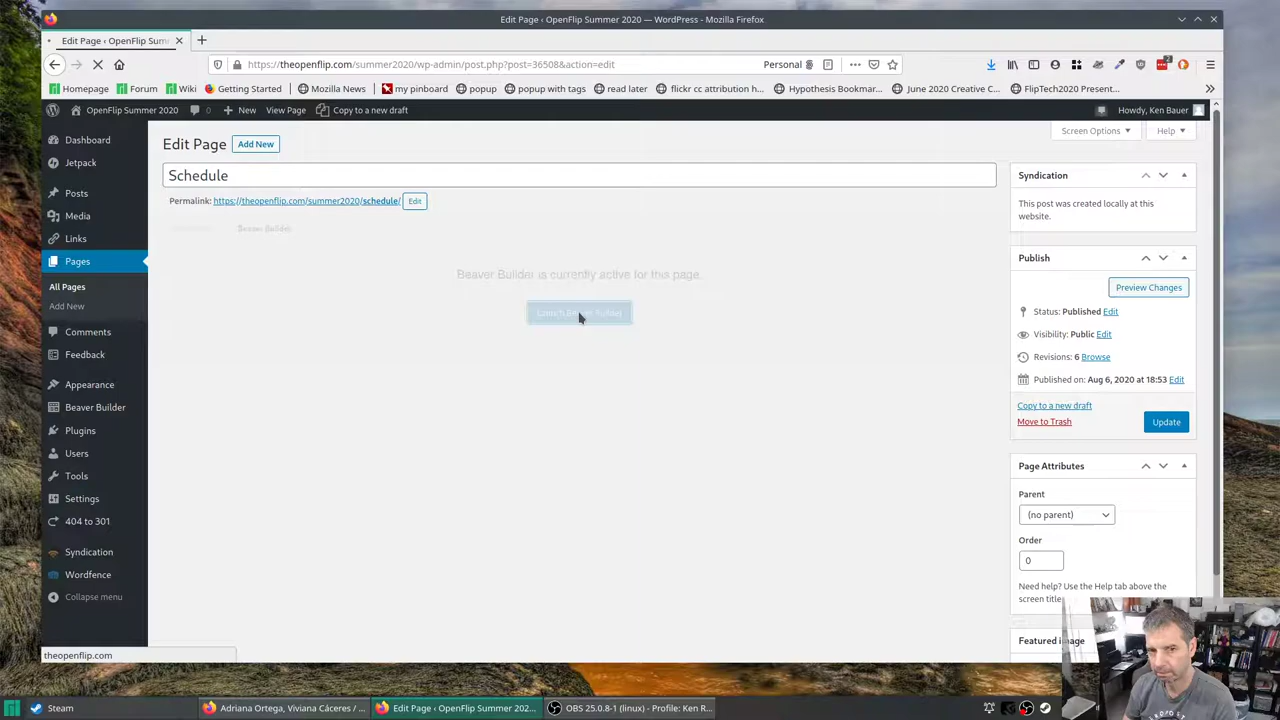 Edit Page ‹ OpenFlip Summer 2020 — WordPress - Mozilla Firefox
Edit Page ‹ OpenFlip Sum
https://theopenflip.com/summer2020/wp-admin/post.php?post=36508&action=edit
Personal
Homepage Forum Wiki Getting Started Mozilla News my pinboard popup popup with tags read later flickr cc attribution h… Hypothesis Bookmar… June 2020 Creative C… FlipTech2020 Present…
OpenFlip Summer 2020 0 New View Page Copy to a new draft Howdy, Ken Bauer
Screen Options Help
Edit Page Add New
Schedule
Permalink: https://theopenflip.com/summer2020/schedule/ Edit
Beaver Builder
Beaver Builder is currently active for this page.
Launch Beaver Builder
Dashboard
Jetpack
Posts
Media
Links
Pages
All Pages
Add New
Comments
Feedback
Appearance
Beaver Builder
Plugins
Users
Tools
Settings
404 to 301
Syndication
Wordfence
Collapse menu
Syndication
This post was created locally at this
website.
Publish
Preview Changes
Status: Published Edit
Visibility: Public Edit
Revisions: 6 Browse
Published on: Aug 6, 2020 at 18:53 Edit
Copy to a new draft
Move to Trash
Update
Page Attributes
Parent
(no parent)
Order
0
Need help? Use the Help tab above the
screen title.
Featured image
theopenflip.com
Steam
Adriana Ortega, Viviana Cáceres / …
Edit Page ‹ OpenFlip Summer 202…
OBS 25.0.8-1 (linux) - Profile: Ken R…